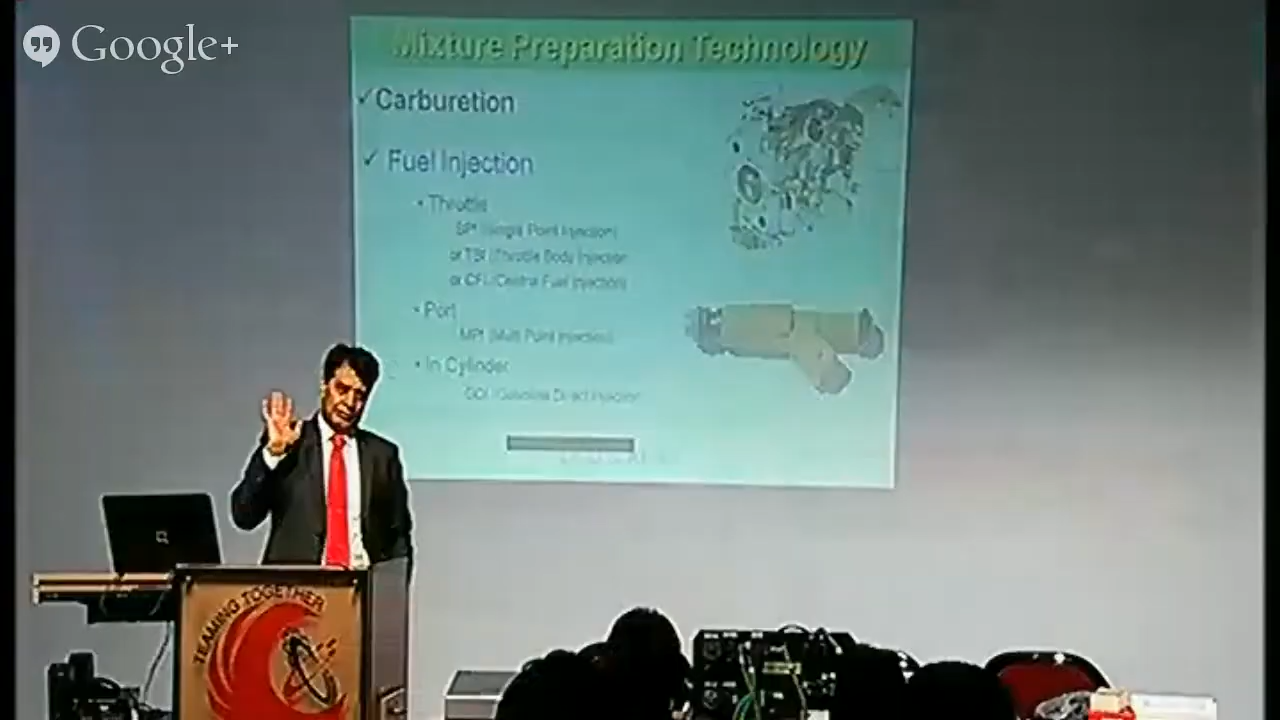 Google+
Mixture Preparation Technology
✓Carburetion
✓ Fuel Injection
• Throttle
SPI (Single Point Injection)
or TBI (Throttle Body Injection
or CFI (Central Fuel Injection)
• Port
MPI (Multi Point Injection)
• In Cylinder
GDI (Gasoline Direct Injection
TEAMING TOGETHER